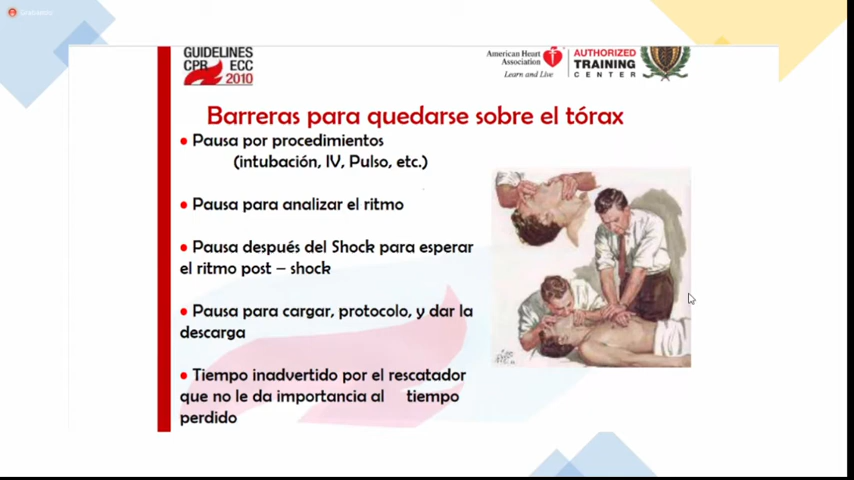 GUIDELINES
CPR ECC
2010
American Heart
Association
Learn and Live
AUTHORIZED
TRAINING
CENTER
Barreras para quedarse sobre el tórax
• Pausa por procedimientos
(intubación, IV, Pulso, etc.)
• Pausa para analizar el ritmo
• Pausa después del Shock para esperar
el ritmo post – shock
• Pausa para cargar, protocolo, y dar la
descarga
• Tiempo inadvertido por el rescatador
que no le da importancia al tiempo
perdido